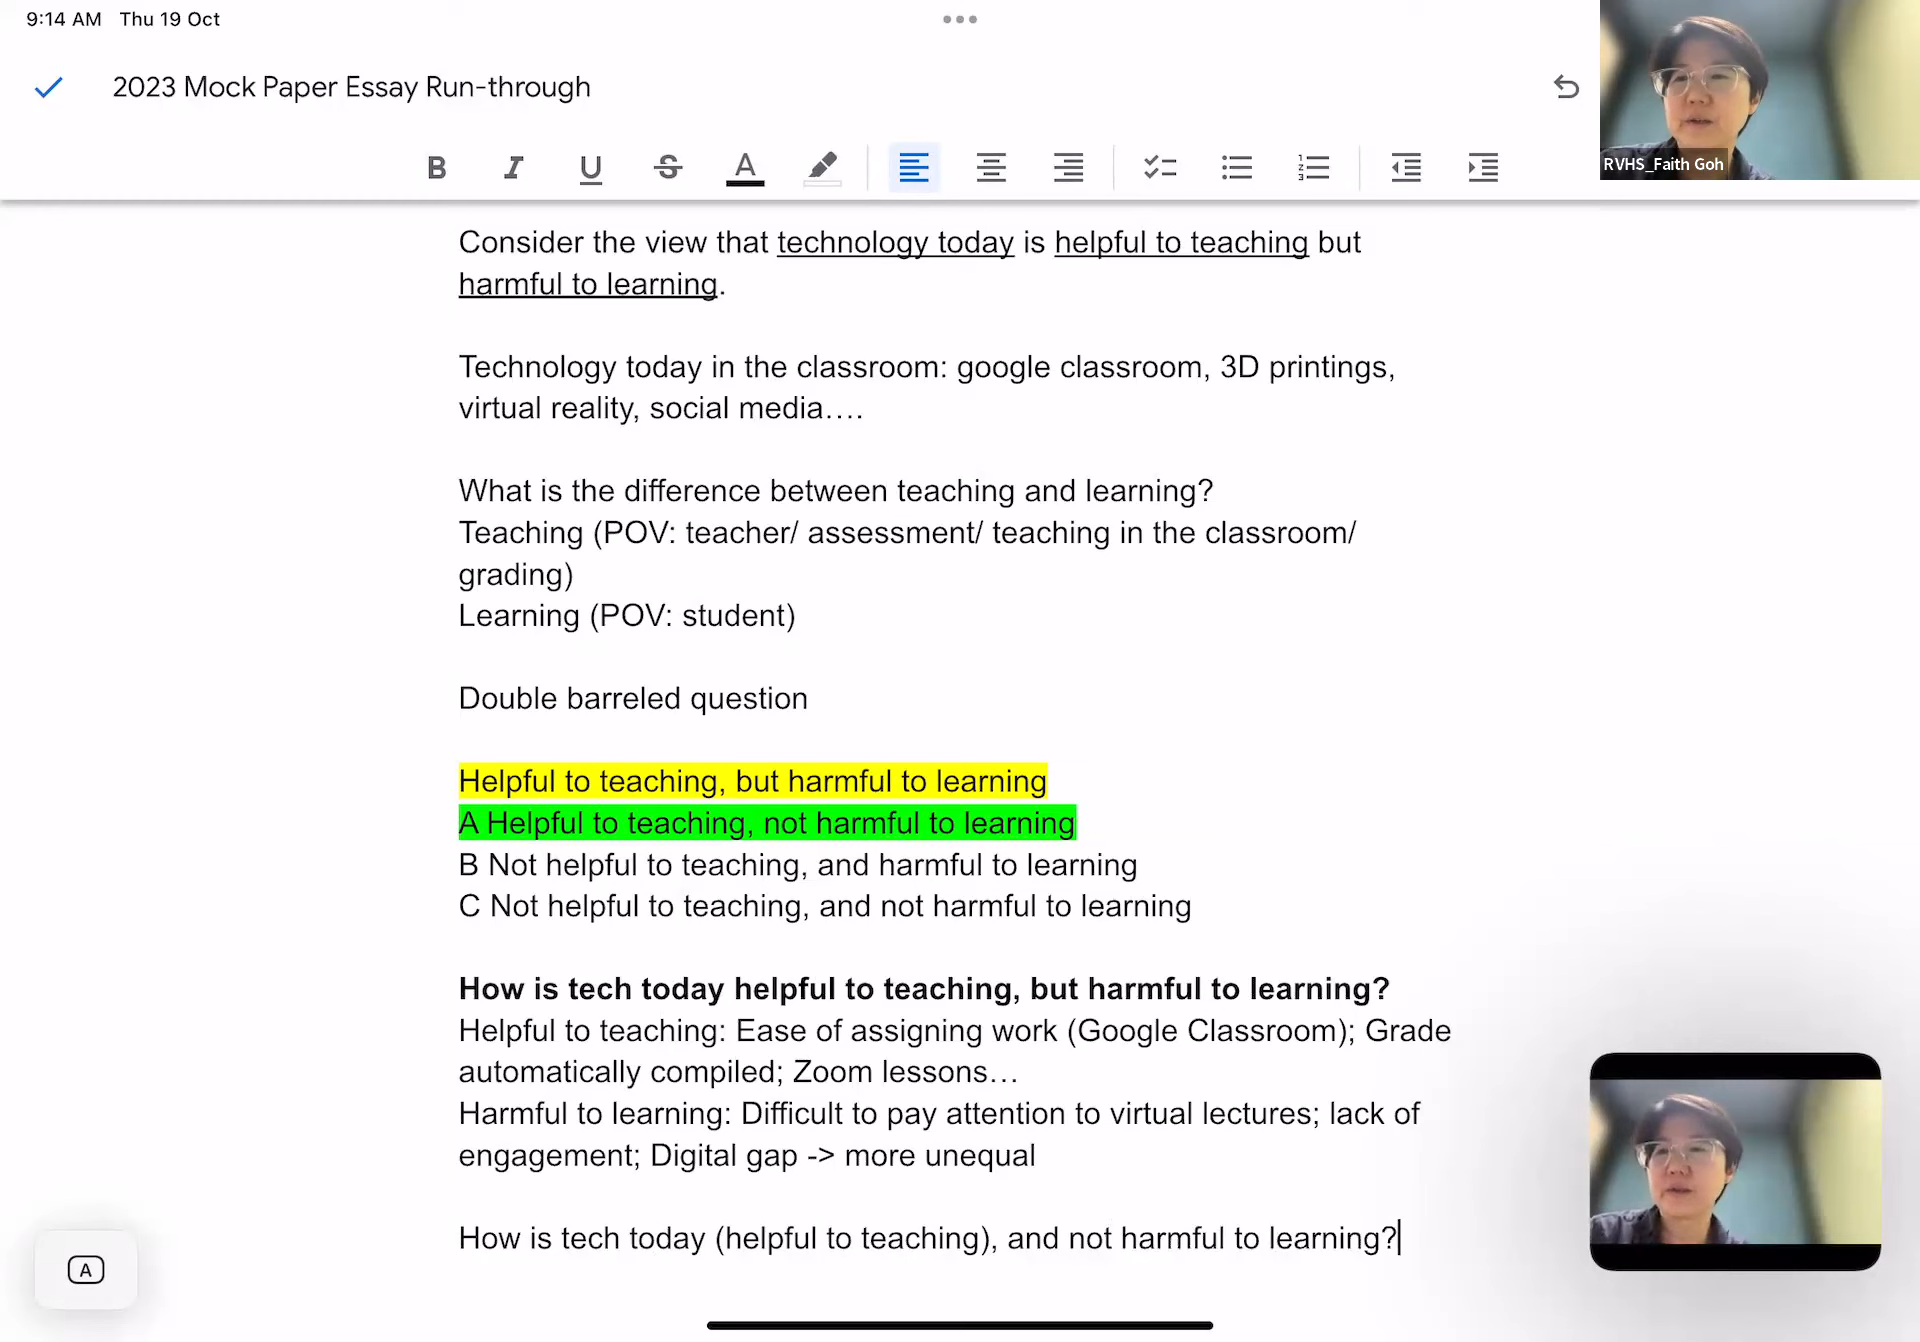 9:14 AM Thu 19 Oct
2023 Mock Paper Essay Run-through
RVHS_Faith Goh
B I U S A
Consider the view that technology today is helpful to teaching but
harmful to learning.
Technology today in the classroom: google classroom, 3D printings,
virtual reality, social media....
What is the difference between teaching and learning?
Teaching (POV: teacher/ assessment/ teaching in the classroom/
grading)
Learning (POV: student)
Double barreled question
Helpful to teaching, but harmful to learning
A Helpful to teaching, not harmful to learning
B Not helpful to teaching, and harmful to learning
C Not helpful to teaching, and not harmful to learning
How is tech today helpful to teaching, but harmful to learning?
Helpful to teaching: Ease of assigning work (Google Classroom); Grade
automatically compiled; Zoom lessons...
Harmful to learning: Difficult to pay attention to virtual lectures; lack of
engagement; Digital gap -> more unequal
How is tech today (helpful to teaching), and not harmful to learning?
A